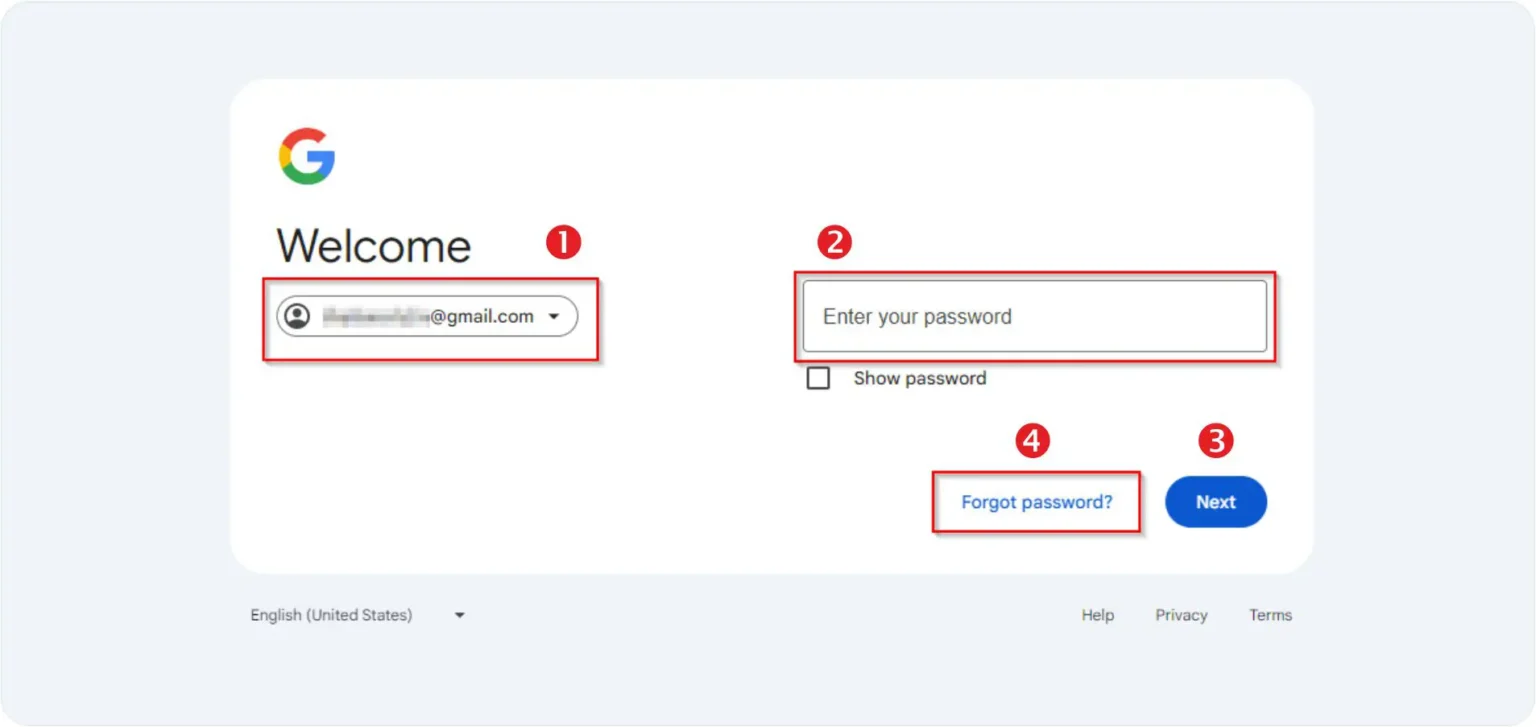 Welcome
1
2
@gmail.com
Enter your password
Show password
4
3
Forgot password?
Next
English (United States)
Help Privacy Terms